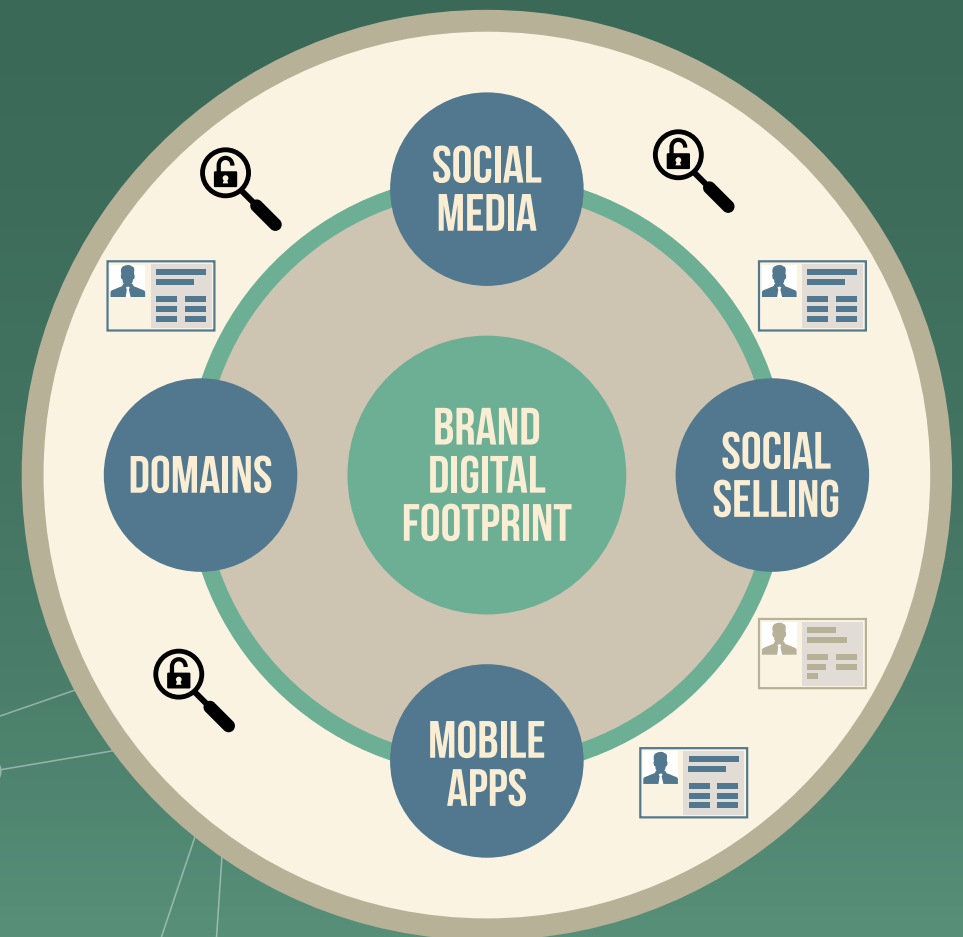 SOCIAL
MEDIA
DOMAINS
BRAND
DIGITAL
FOOTPRINT
SOCIAL
SELLING
MOBILE
APPS